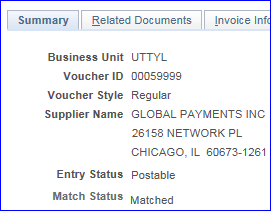 Summary Related Documents Invoice Info
Business Unit UTTYL
Voucher ID 00059999
Voucher Style Regular
Supplier Name GLOBAL PAYMENTS INC
26158 NETWORK PL
CHICAGO, IL 60673-1261
Entry Status Postable
Match Status Matched